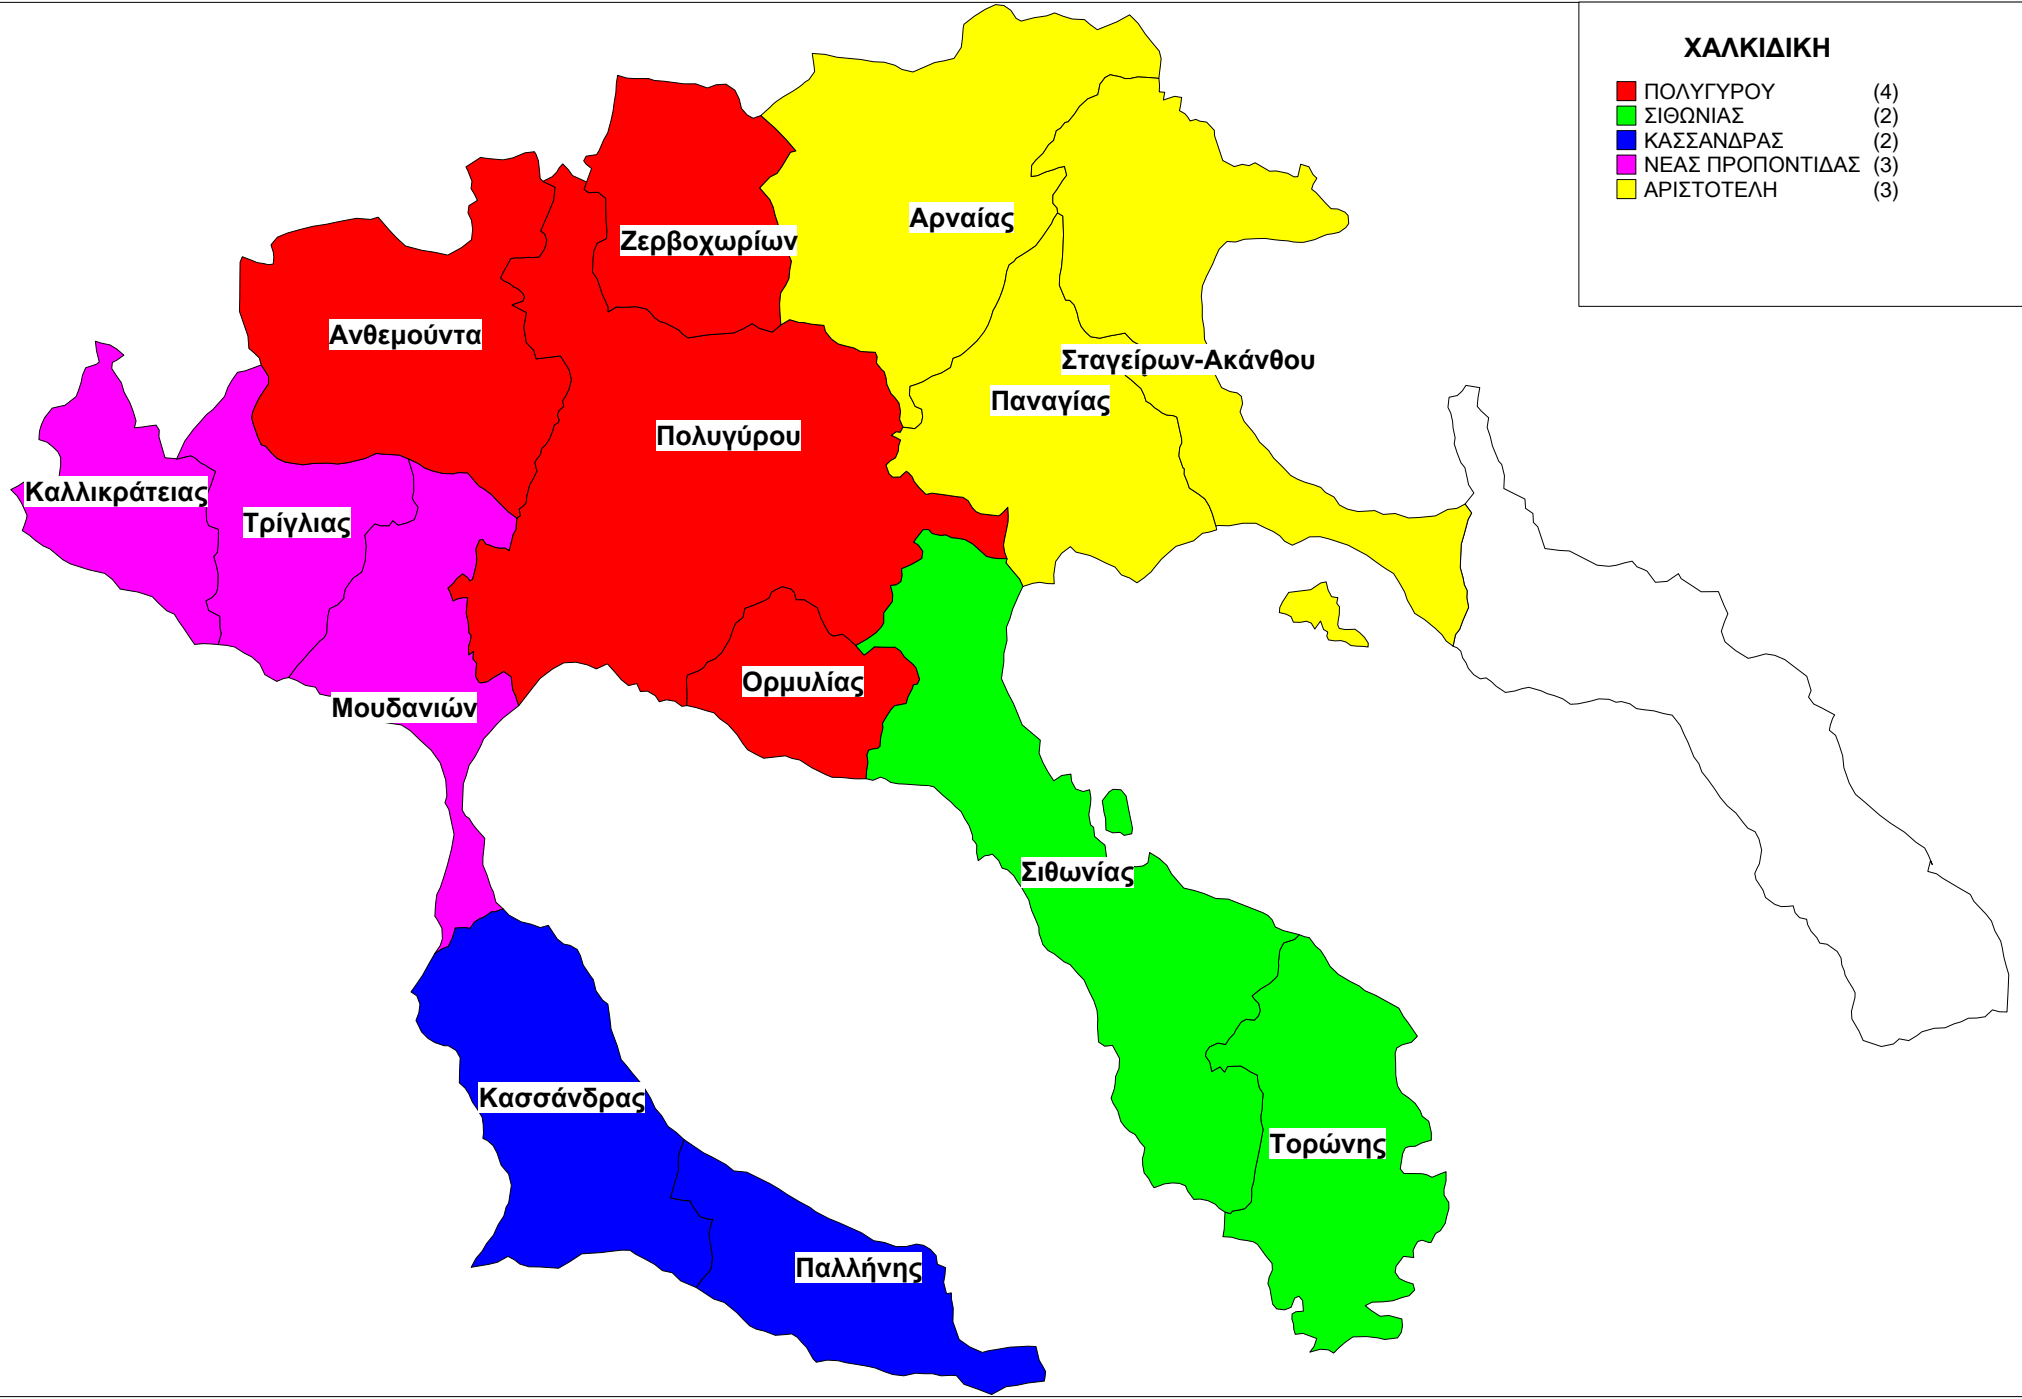 ΧΑΛΚΙΔΙΚΗ
ΠΟΛΥΓΥΡΟΥ (4)
ΣΙΘΩΝΙΑΣ (2)
ΚΑΣΣΑΝΔΡΑΣ (2)
ΝΕΑΣ ΠΡΟΠΟΝΤΙΔΑΣ (3)
ΑΡΙΣΤΟΤΕΛΗ (3)
Αρναίας
Ζερβοχωρίων
Ανθεμούντα
Σταγείρων-Ακάνθου
Παναγίας
Πολυγύρου
Καλλικράτειας
Τρίγλιας
Ορμυλίας
Μουδανιών
Σιθωνίας
Κασσάνδρας
Τορώνης
Παλλήνης